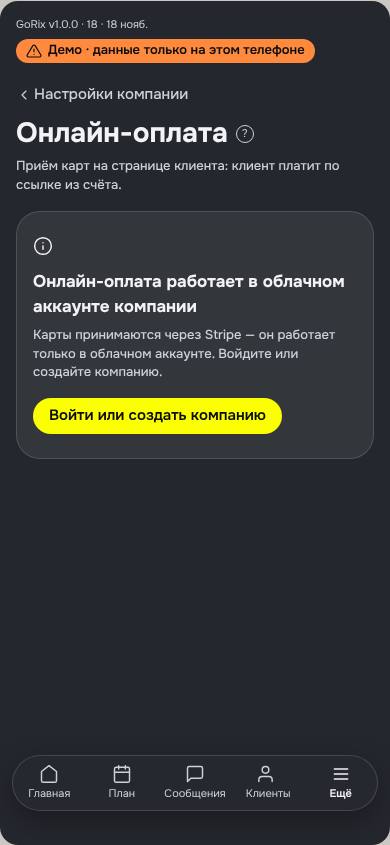 GoRix v1.0.0 · 18 · 18 нояб.
Демо · данные только на этом телефоне
Настройки компании
Онлайн-оплата ?
Приём карт на странице клиента: клиент платит по
ссылке из счёта.
Онлайн-оплата работает в облачном
аккаунте компании
Карты принимаются через Stripe — он работает
только в облачном аккаунте. Войдите или
создайте компанию.
Войти или создать компанию
Главная План Сообщения Клиенты Ещё